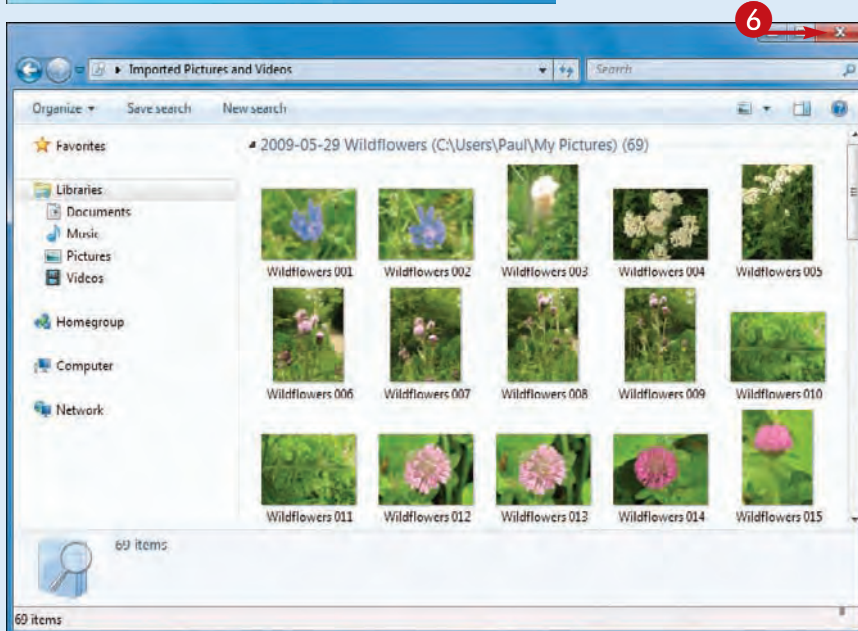 6
Imported Pictures and Videos
Search
Organize
Save search
New search
Favorites
2009-05-29 Wildflowers (C:\Users\Paul\My Pictures) (69)
Libraries
Documents
Music
Pictures
Videos
Wildflowers 001
Wildflowers 002
Wildflowers 003
Wildflowers 004
Wildflowers 005
Homegroup
Computer
Network
Wildflowers 006
Wildflowers 007
Wildflowers 008
Wildflowers 009
Wildflowers 010
Wildflowers 011
Wildflowers 012
Wildflowers 013
Wildflowers 014
Wildflowers 015
69 items
69 items